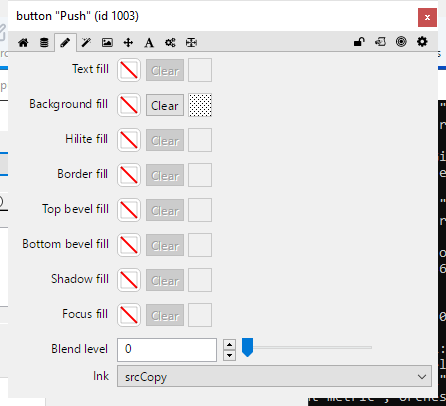 button "Push" (id 1003)
x
A
Text fill Clear
Background fill Clear
Hilite fill Clear
Border fill Clear
Top bevel fill Clear
Bottom bevel fill Clear
Shadow fill Clear
Focus fill Clear
Blend level 0
Ink srcCopy